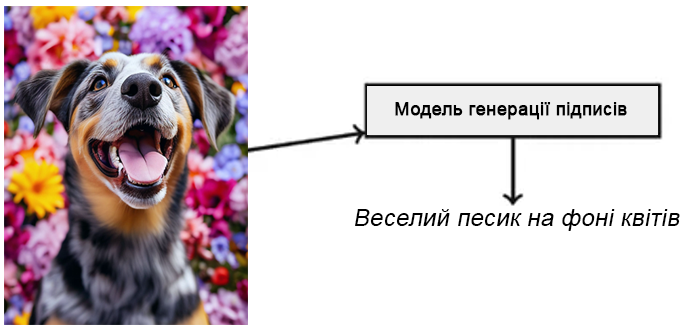 Модель генерації підписів
Веселий песик на фоні квітів